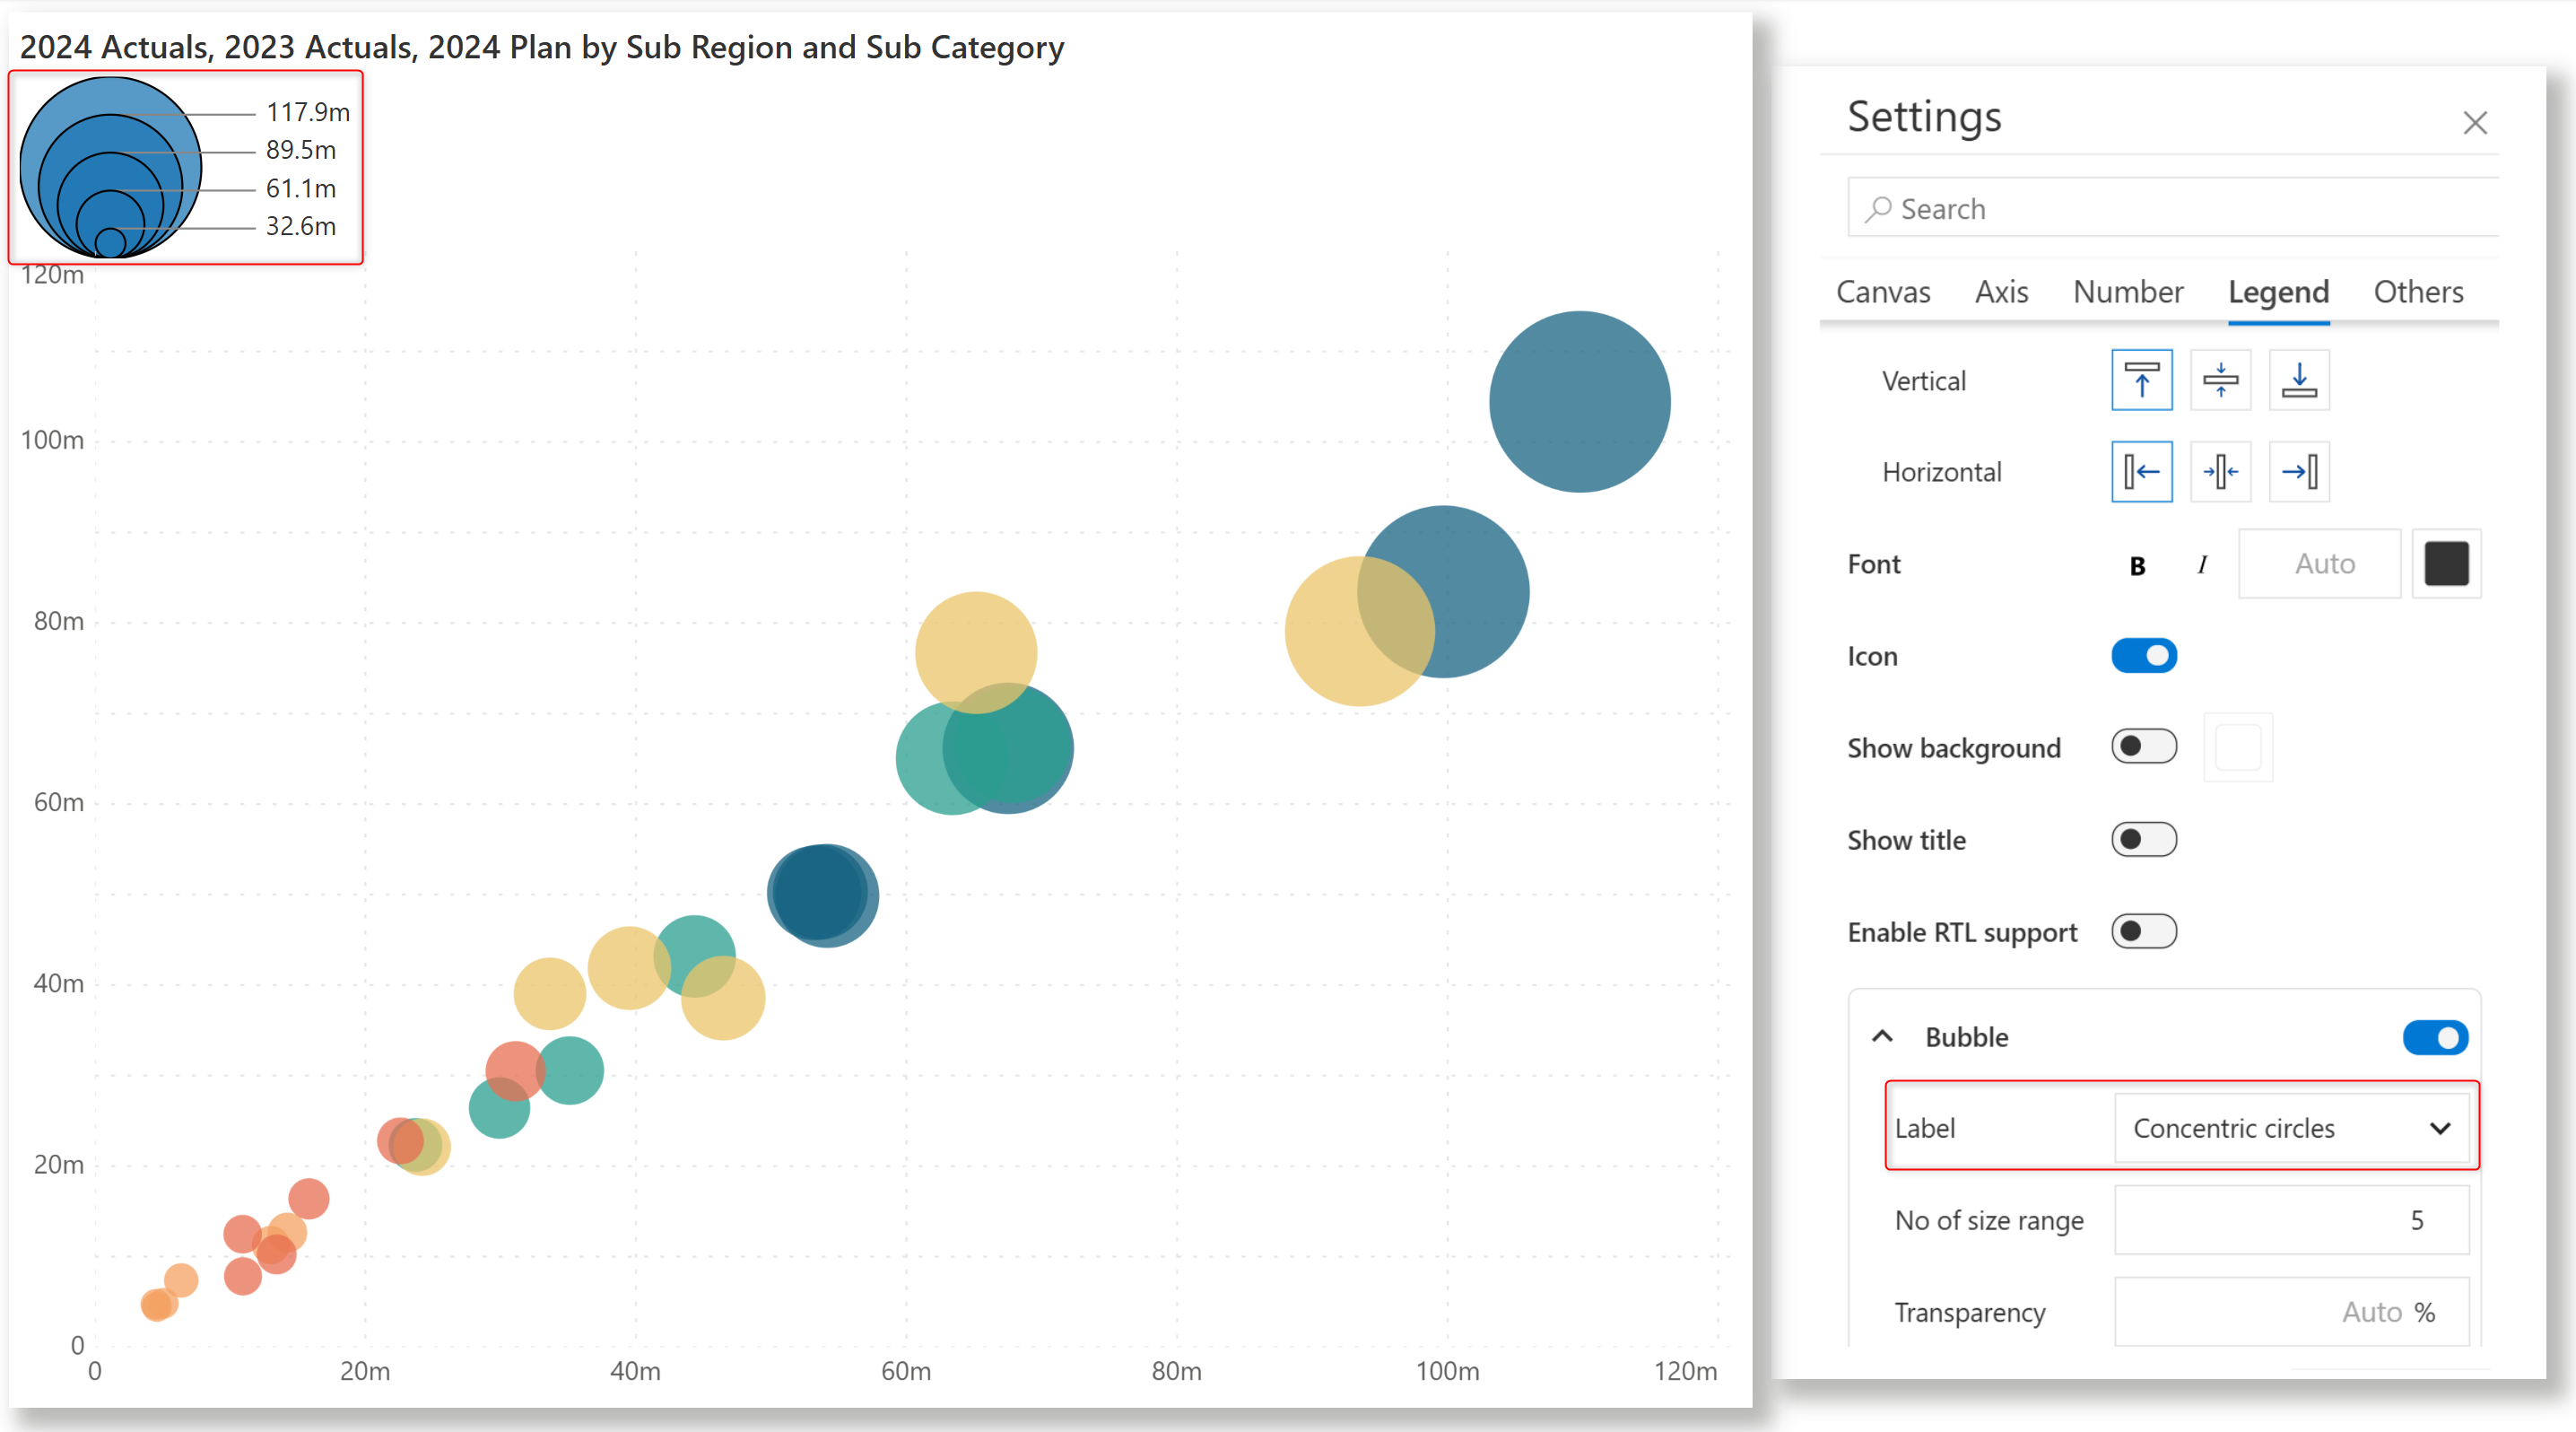 2024 Actuals, 2023 Actuals, 2024 Plan by Sub Region and Sub Category
117.9m
89.5m
61.1m
32.6m
120m
100m
80m
60m
40m
20m
0
0 20m 40m 60m 80m 100m 120m
Settings
Search
Canvas Axis Number Legend Others
Vertical
Horizontal
Font B I Auto
Icon
Show background
Show title
Enable RTL support
Bubble
Label Concentric circles
No of size range 5
Transparency Auto %